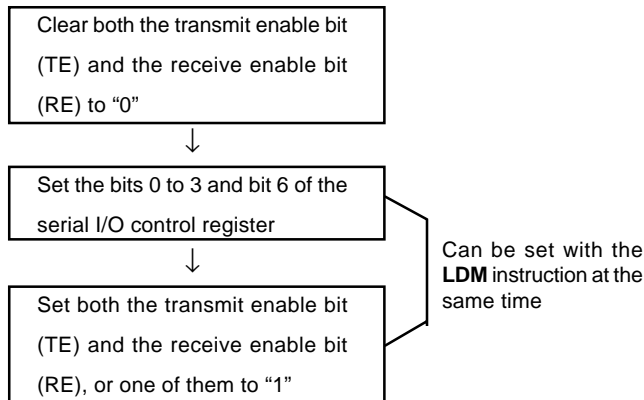 Clear both the transmit enable bit
(TE) and the receive enable bit
(RE) to “0”
↓
Set the bits 0 to 3 and bit 6 of the
serial I/O control register
↓
Set both the transmit enable bit
(TE) and the receive enable bit
(RE), or one of them to “1”
Can be set with the
LDM instruction at the
same time